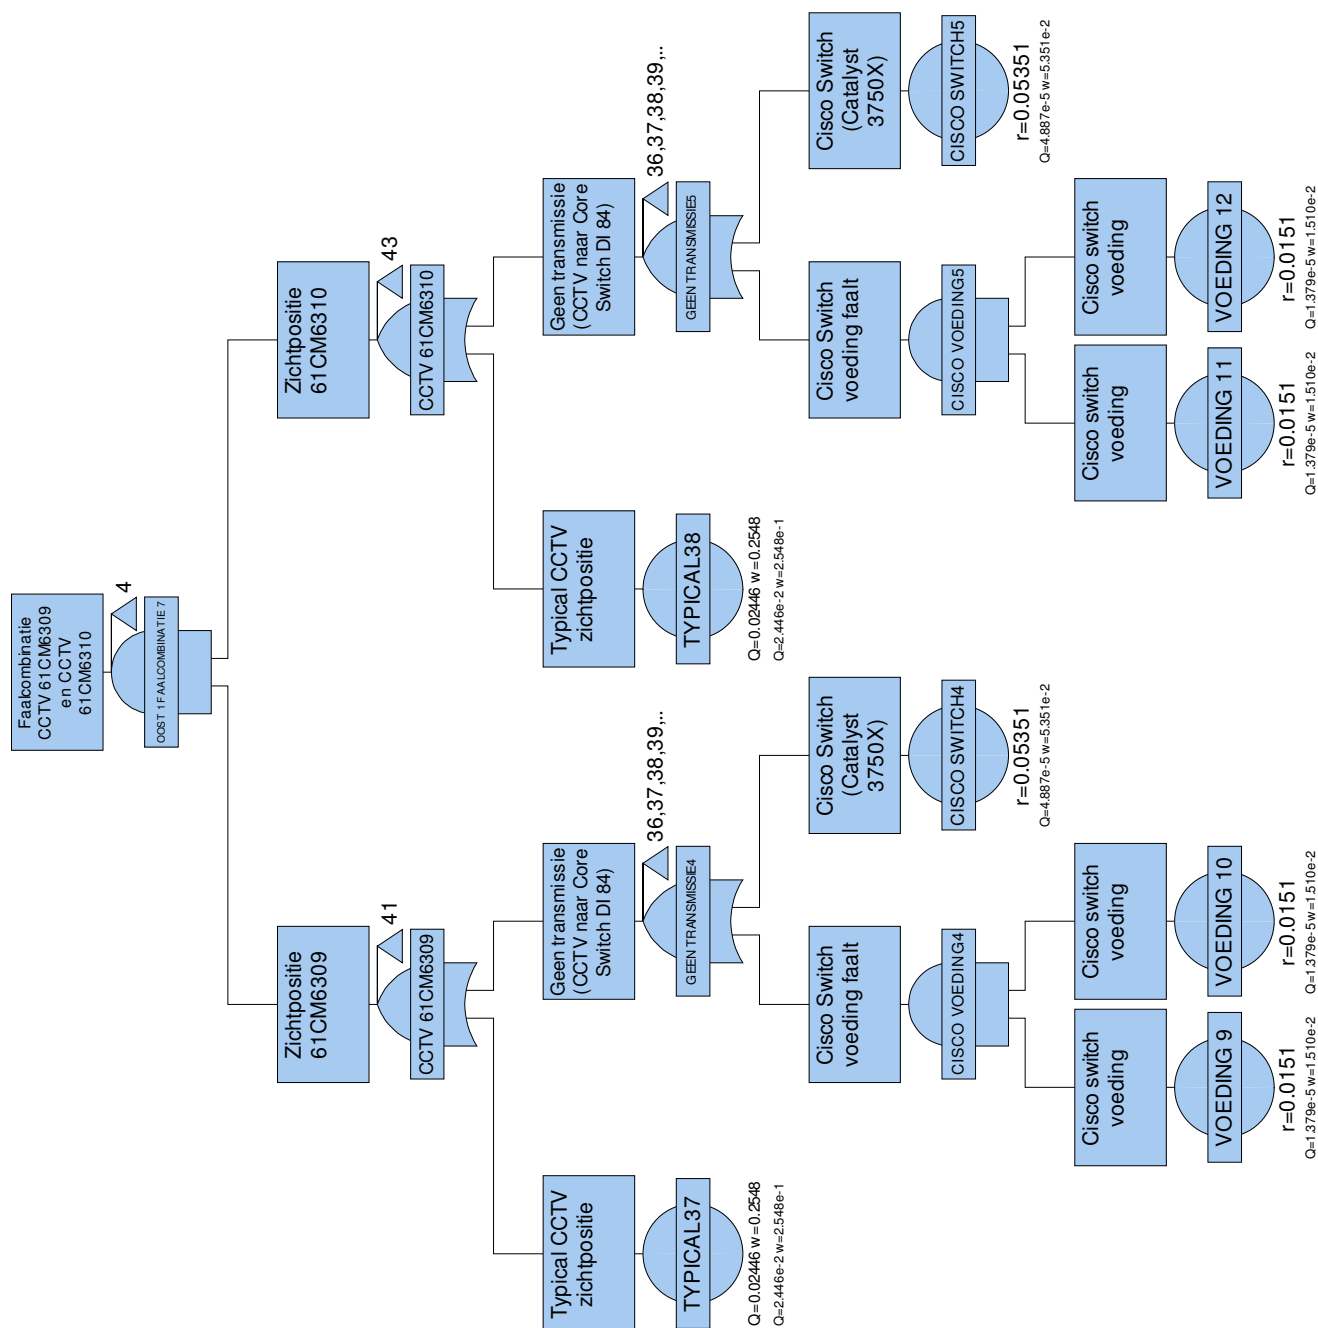 Faalcombinatie
CCTV 61CM6309
en CCTV
61CM6310
4
OOST 1FAALCOMBINATIE 7
Zichtpositie
61CM6309
41
CCTV 61CM6309
Zichtpositie
61CM6310
43
CCTV 61CM6310
Typical CCTV
zichtpositie
TYPICAL37
Q=0.02446 w=0.2548
Q=2.446e-2 w=2.548e-1
Geen transmissie
(CCTV naar Core
Switch DI 84)
36,37,38,39,..
GEEN TRANSMISSIE4
Typical CCTV
zichtpositie
TYPICAL38
Q=0.02446 w=0.2548
Q=2.446e-2 w=2.548e-1
Geen transmissie
(CCTV naar Core
Switch DI 84)
36,37,38,39,..
GEEN TRANSMISSIE5
Cisco Switch
voeding faalt
CISCO VOEDING4
Cisco Switch
(Catalyst
3750X)
CISCO SWITCH4
r=0.05351
Q=4.887e-5 w=5.351e-2
Cisco Switch
voeding faalt
CISCO VOEDING5
Cisco Switch
(Catalyst
3750X)
CISCO SWITCH5
r=0.05351
Q=4.887e-5 w=5.351e-2
Cisco switch
voeding
VOEDING 9
r=0.0151
Q=1.379e-5 w=1.510e-2
Cisco switch
voeding
VOEDING 10
r=0.0151
Q=1.379e-5 w=1.510e-2
Cisco switch
voeding
VOEDING 11
r=0.0151
Q=1.379e-5 w=1.510e-2
Cisco switch
voeding
VOEDING 12
r=0.0151
Q=1.379e-5 w=1.510e-2